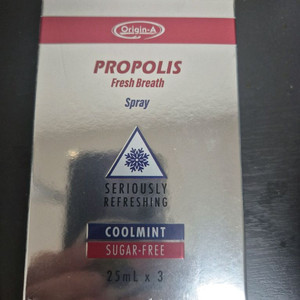 Origin-A
PROPOLIS
Fresh Breath
Spray
SERIOUSLY
REFRESHING
COOLMINT
SUGAR-FREE
25mL x 3